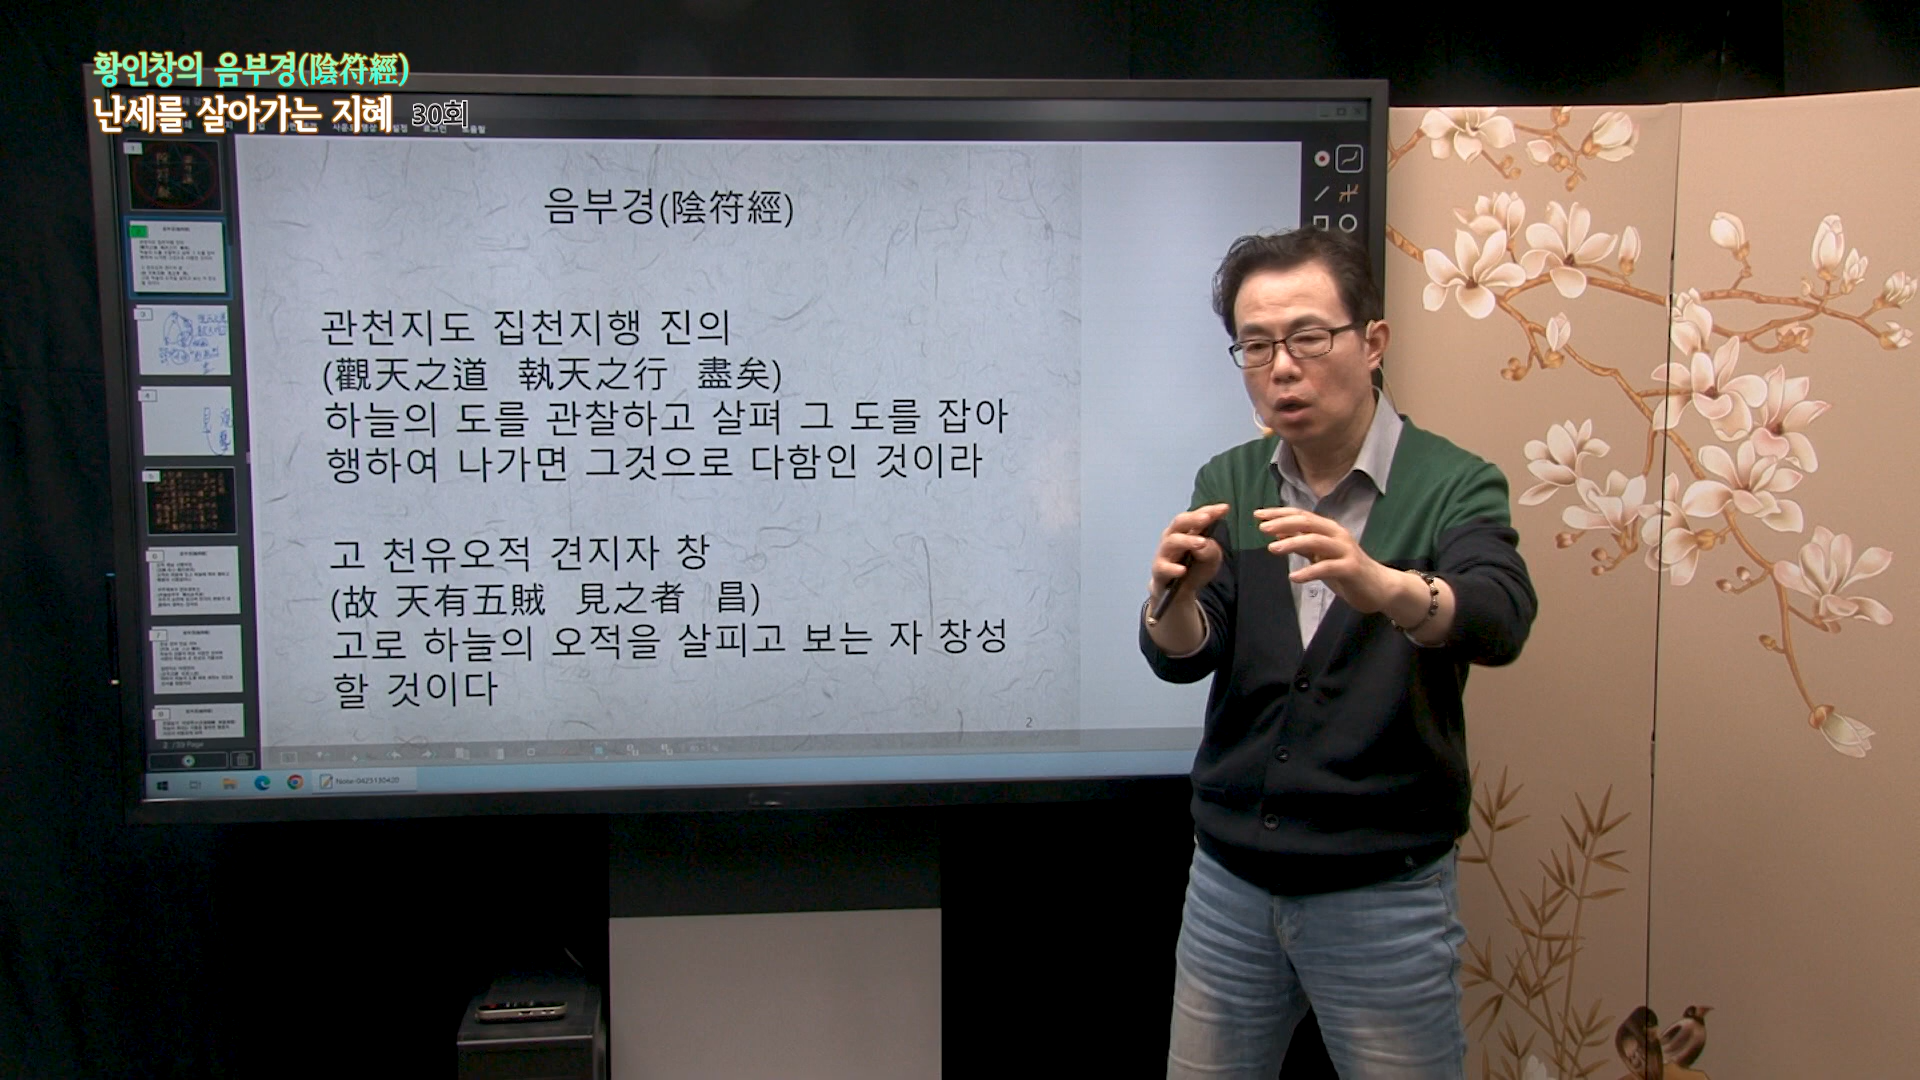 황인창의 음부경(陰符經)
난세를 살아가는 지혜 30회
음부경(陰符經)
관천지도 집천지행 진의
(觀天之道 執天之行 盡矣)
하늘의 도를 관찰하고 살펴 그 도를 잡아
행하여 나가면 그것으로 다함인 것이라
고 천유오적 견지자 창
(故 天有五賊 見之者 昌)
고로 하늘의 오적을 살피고 보는 자 창성
할 것이다
2